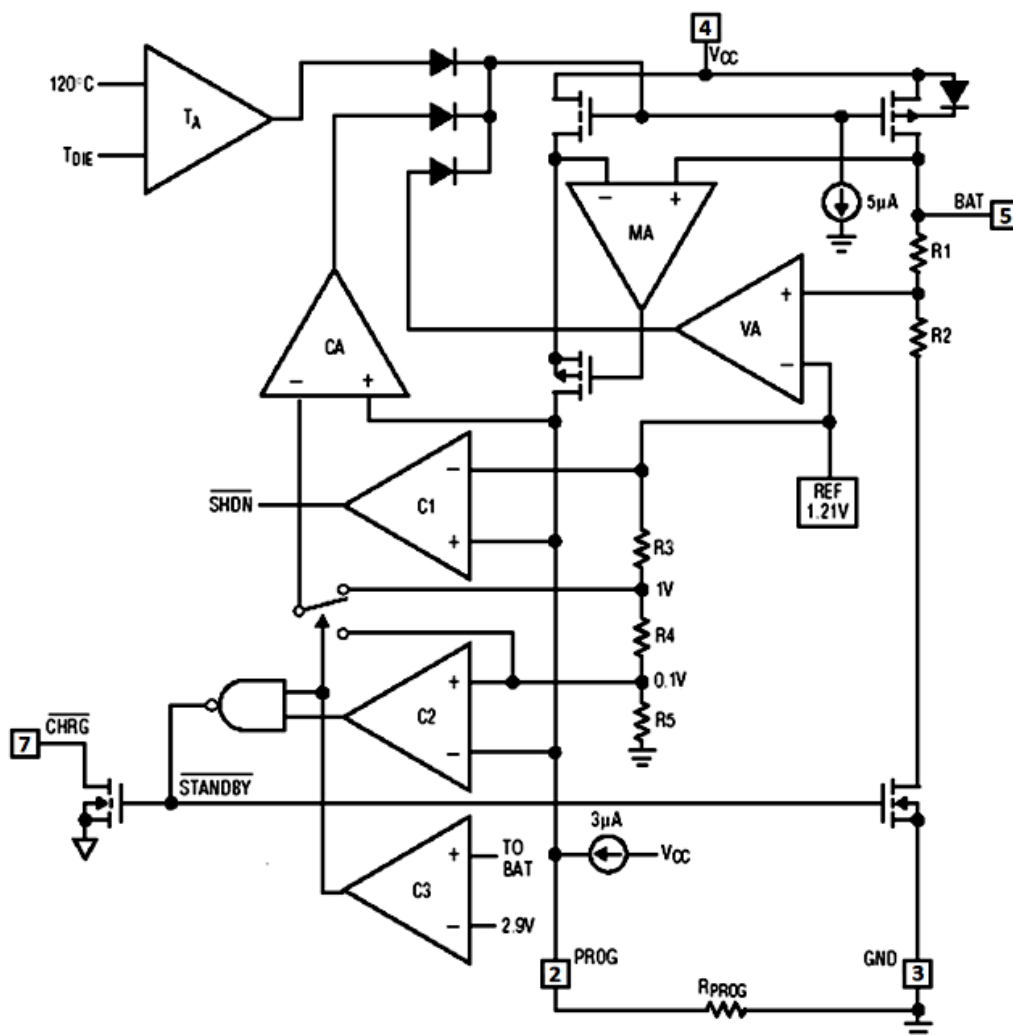 4
VCC
120°C
TA
TDIE
− +
MA
5µA
BAT
5
R1
+
VA
−
R2
CA
− +
−
C1
+
SHDN
REF
1.21V
R3
1V
R4
+
C2
−
0.1V
R5
7
CHRG
STANDBY
3µA
VCC
+
C3
−
TO
BAT
2.9V
2
PROG
RPROG
GND
3